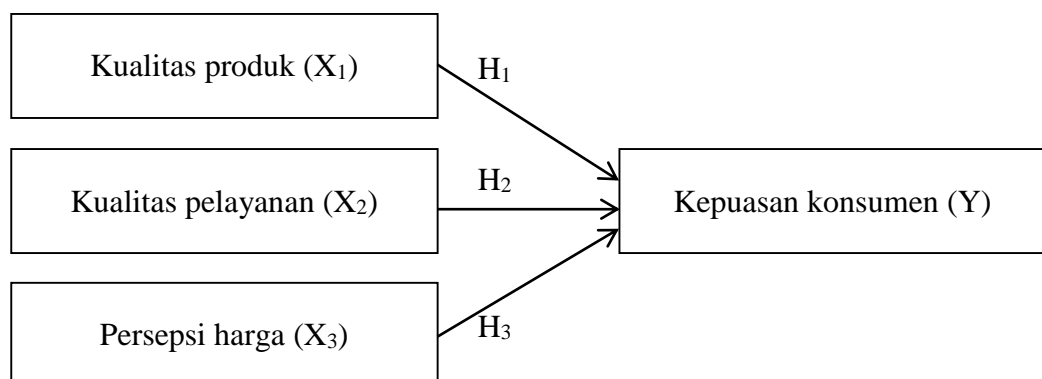 Kualitas produk (X₁)
H₁
Kualitas pelayanan (X₂)
H₂
Kepuasan konsumen (Y)
Persepsi harga (X₃)
H₃